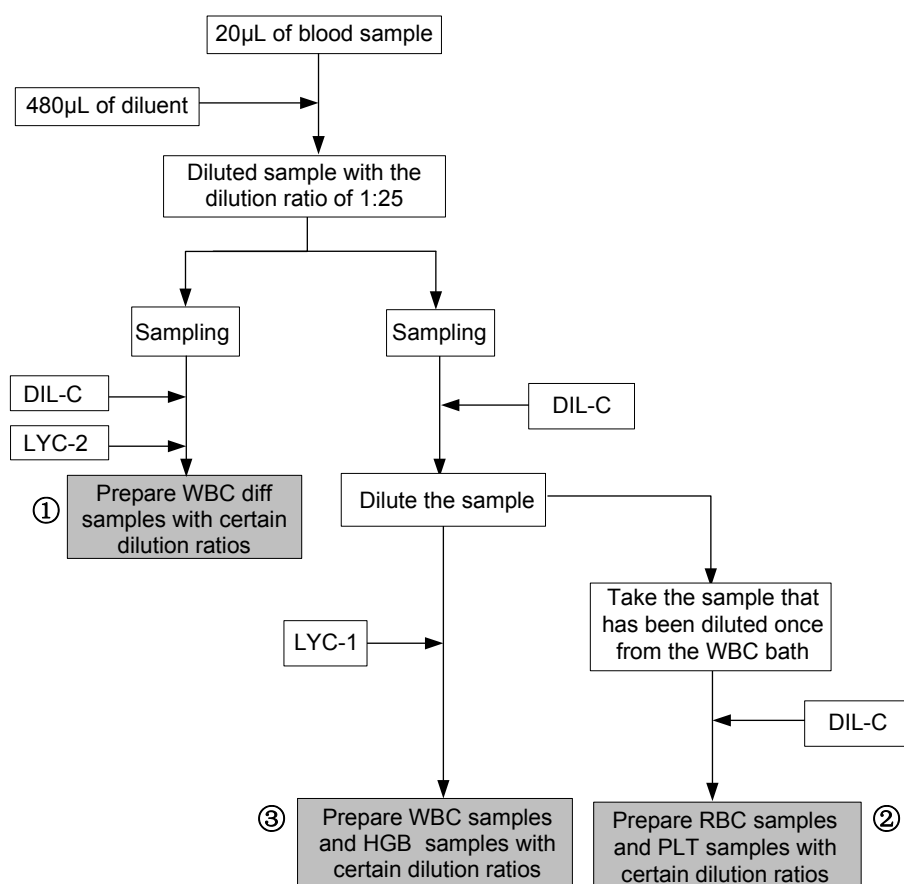 20µL of blood sample
480µL of diluent
Diluted sample with the
dilution ratio of 1:25
Sampling
Sampling
DIL-C
DIL-C
LYC-2
①
Prepare WBC diff
samples with certain
dilution ratios
Dilute the sample
Take the sample that
has been diluted once
from the WBC bath
LYC-1
DIL-C
③
Prepare WBC samples
and HGB samples with
certain dilution ratios
Prepare RBC samples
and PLT samples with
certain dilution ratios
②